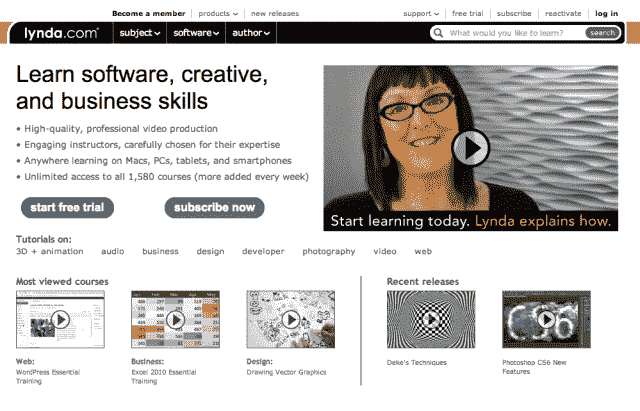 Become a member products new releases support free trial subscribe reactivate log in
lynda.com subject software author What would you like to learn? search
Learn software, creative,
and business skills
• High-quality, professional video production
• Engaging instructors, carefully chosen for their expertise
• Anywhere learning on Macs, PCs, tablets, and smartphones
• Unlimited access to all 1,580 courses (more added every week)
start free trial subscribe now
Start learning today. Lynda explains how.
Tutorials on:
3D + animation audio business design developer photography video web
Most viewed courses
Web:
WordPress Essential
Training
Business:
Excel 2010 Essential
Training
Design:
Drawing Vector Graphics
Recent releases
Deke's Techniques
CS6
Photoshop CS6 New
Features